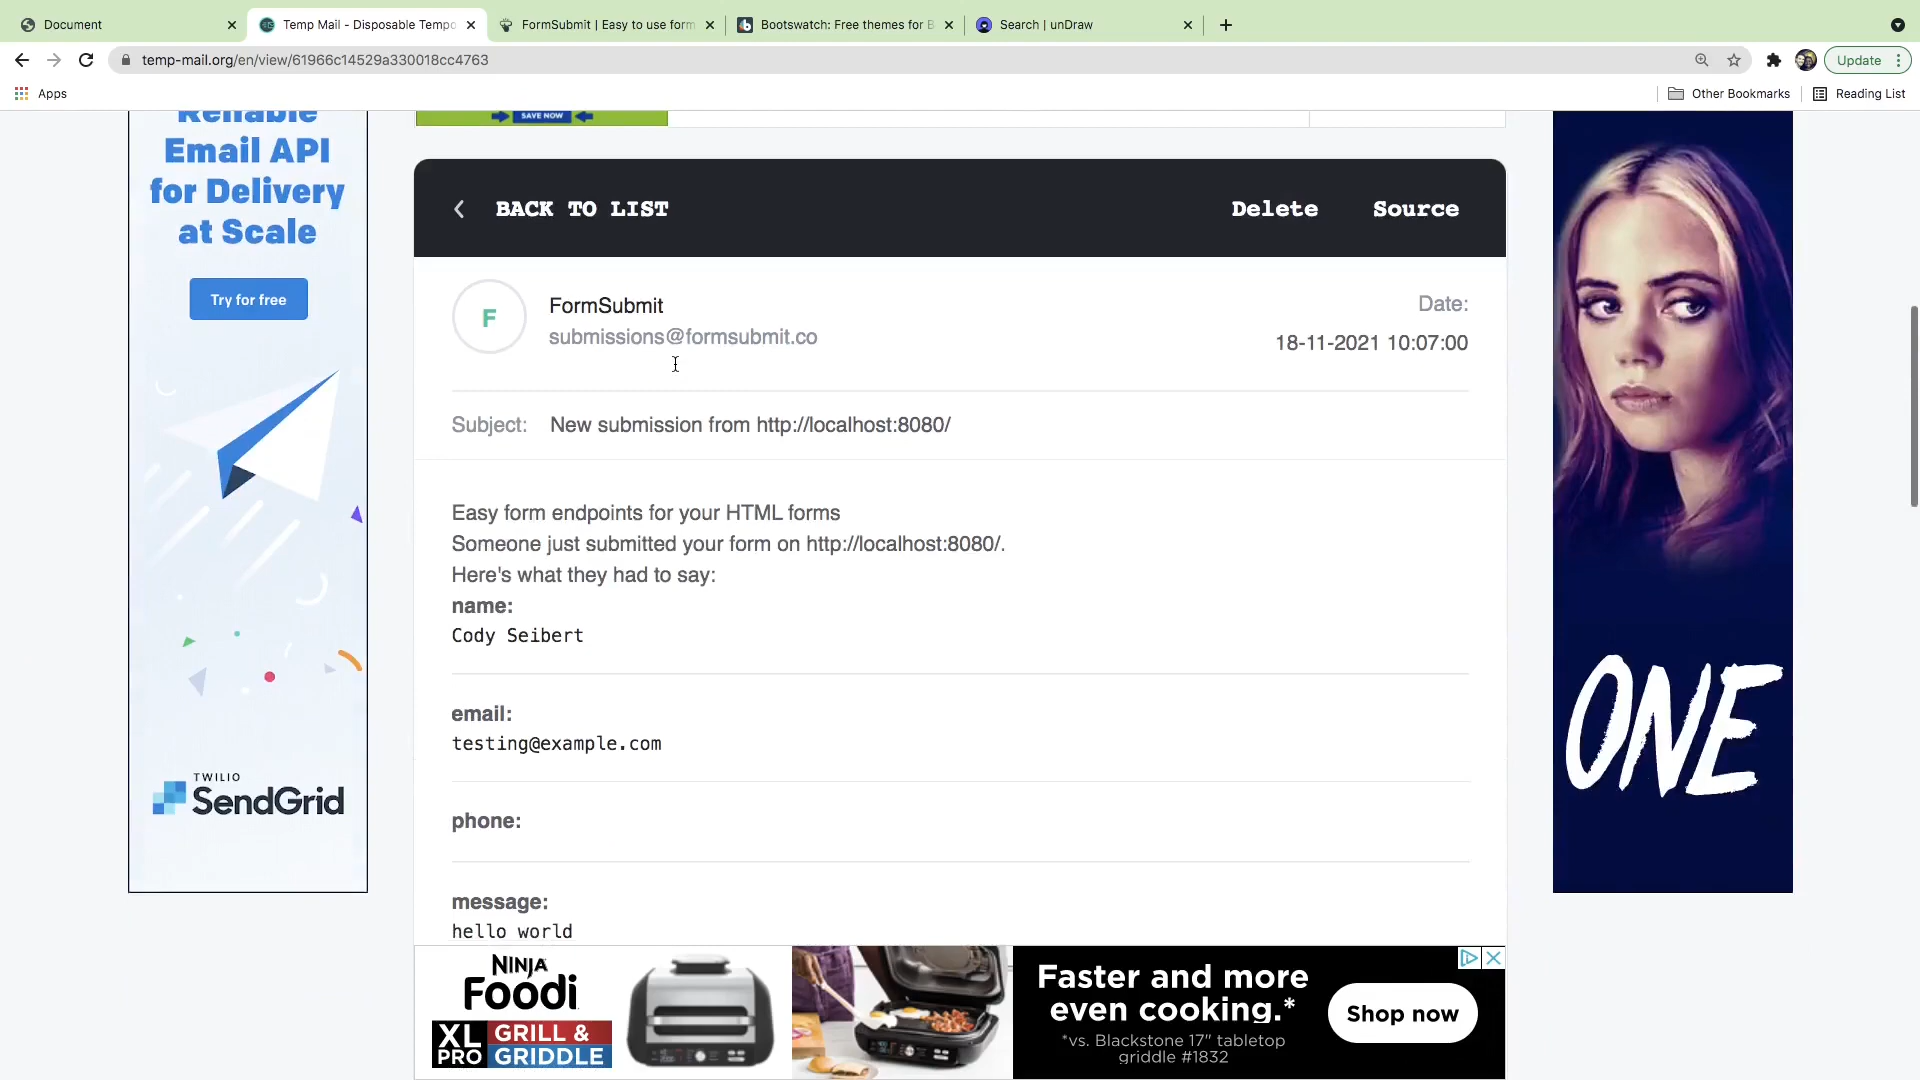 Document
Temp Mail - Disposable Tempo
FormSubmit | Easy to use form
Bootswatch: Free themes for B
Search | unDraw
temp-mail.org/en/view/61966c14529a330018cc4763
Update
Apps
Other Bookmarks
Reading List
Reliable
Email API
for Delivery
at Scale
Try for free
TWILIO
SendGrid
SAVE NOW
BACK TO LIST
Delete
Source
F
FormSubmit
submissions@formsubmit.co
Date:
18-11-2021 10:07:00
Subject: New submission from http://localhost:8080/
Easy form endpoints for your HTML forms
Someone just submitted your form on http://localhost:8080/.
Here's what they had to say:
name:
Cody Seibert
email:
testing@example.com
phone:
message:
hello world
NINJA
Foodi
XL PRO GRILL & GRIDDLE
Faster and more
even cooking.*
*vs. Blackstone 17" tabletop
griddle #1832
Shop now
ONE